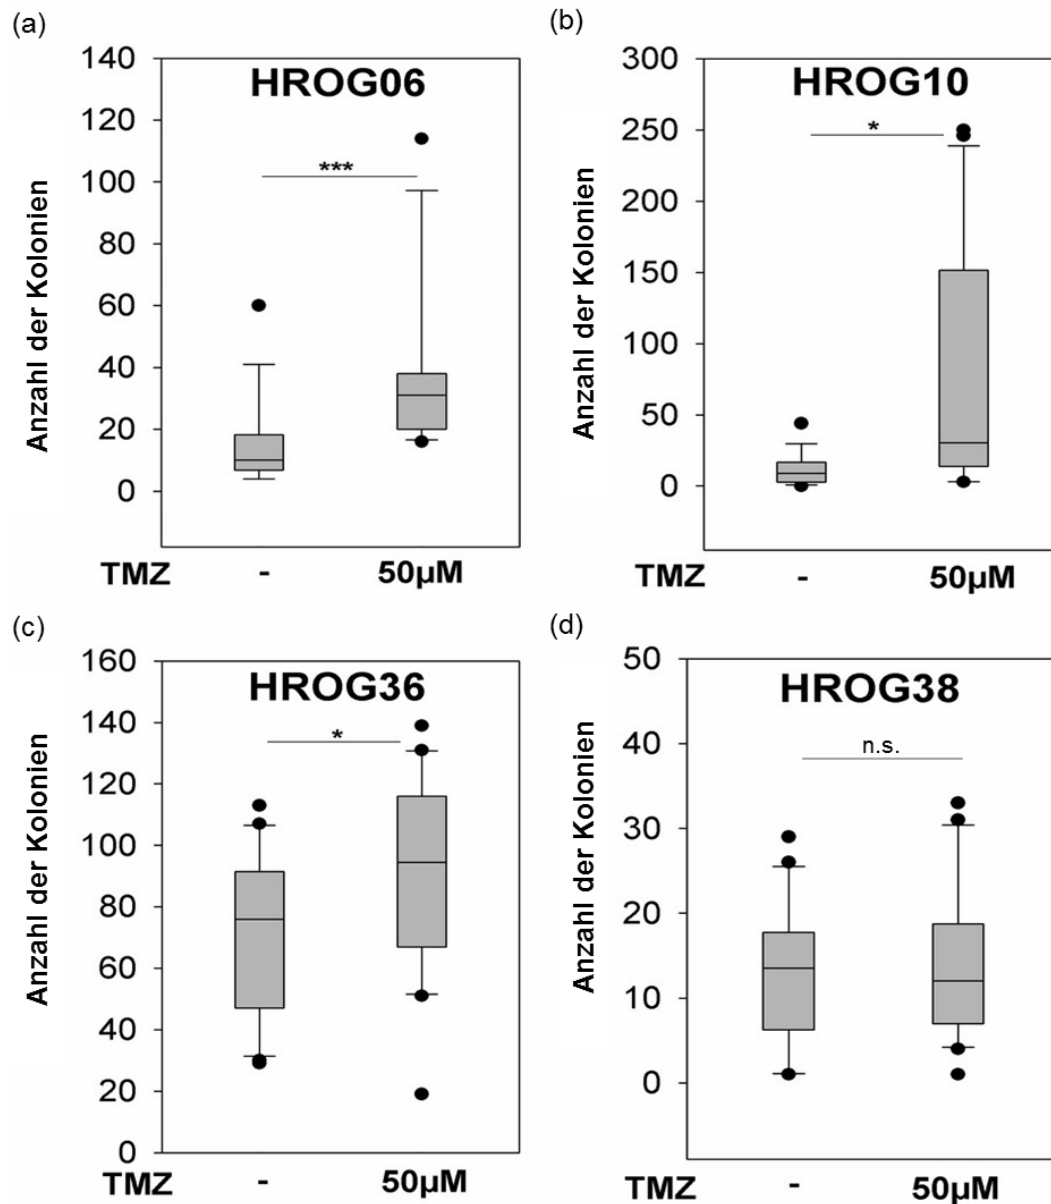 (a)
140
120
100
80
60
40
20
0
Anzahl der Kolonien
HROG06
***
TMZ - 50µM
(b)
300
250
200
150
100
50
0
Anzahl der Kolonien
HROG10
*
TMZ - 50µM
(c)
160
140
120
100
80
60
40
20
0
Anzahl der Kolonien
HROG36
*
TMZ - 50µM
(d)
50
40
30
20
10
0
Anzahl der Kolonien
HROG38
n.s.
TMZ - 50µM